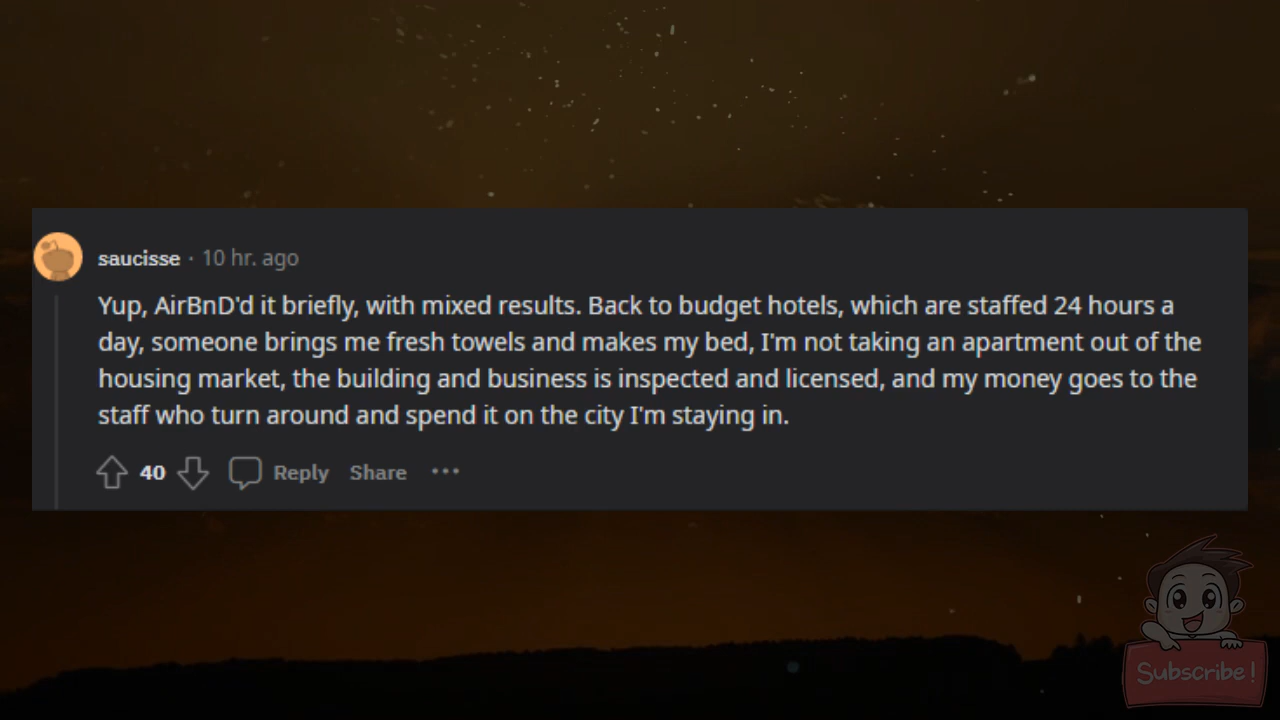 saucisse · 10 hr. ago
Yup, AirBnD'd it briefly, with mixed results. Back to budget hotels, which are staffed 24 hours a
day, someone brings me fresh towels and makes my bed, I'm not taking an apartment out of the
housing market, the building and business is inspected and licensed, and my money goes to the
staff who turn around and spend it on the city I'm staying in.
40 Reply Share ···
Subscribe!